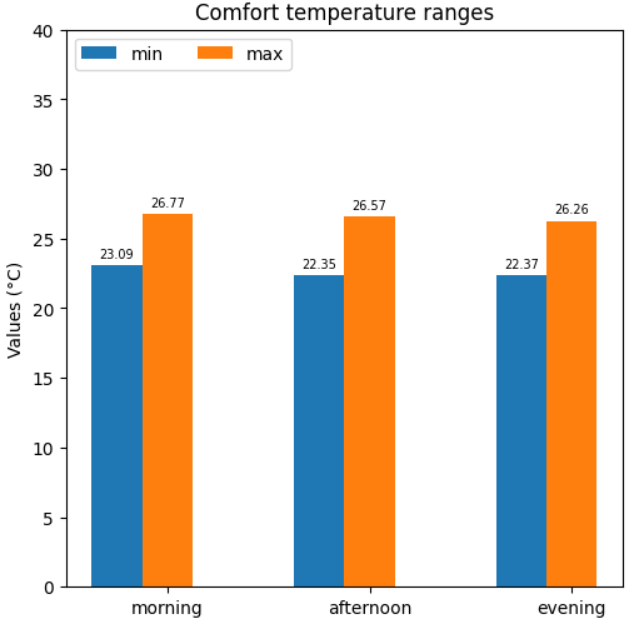 Comfort temperature ranges
40
35
30
25
20
15
10
5
0
Values (°C)
min
max
23.09
26.77
22.35
26.57
22.37
26.26
morning
afternoon
evening